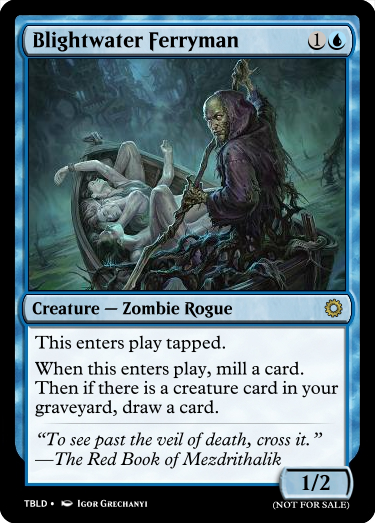 Blightwater Ferryman 1
Creature — Zombie Rogue
This enters play tapped.
When this enters play, mill a card.
Then if there is a creature card in your
graveyard, draw a card.
“To see past the veil of death, cross it.”
—The Red Book of Mezdrithalik
1/2
TBLD • Igor Grechanyi
(NOT FOR SALE)